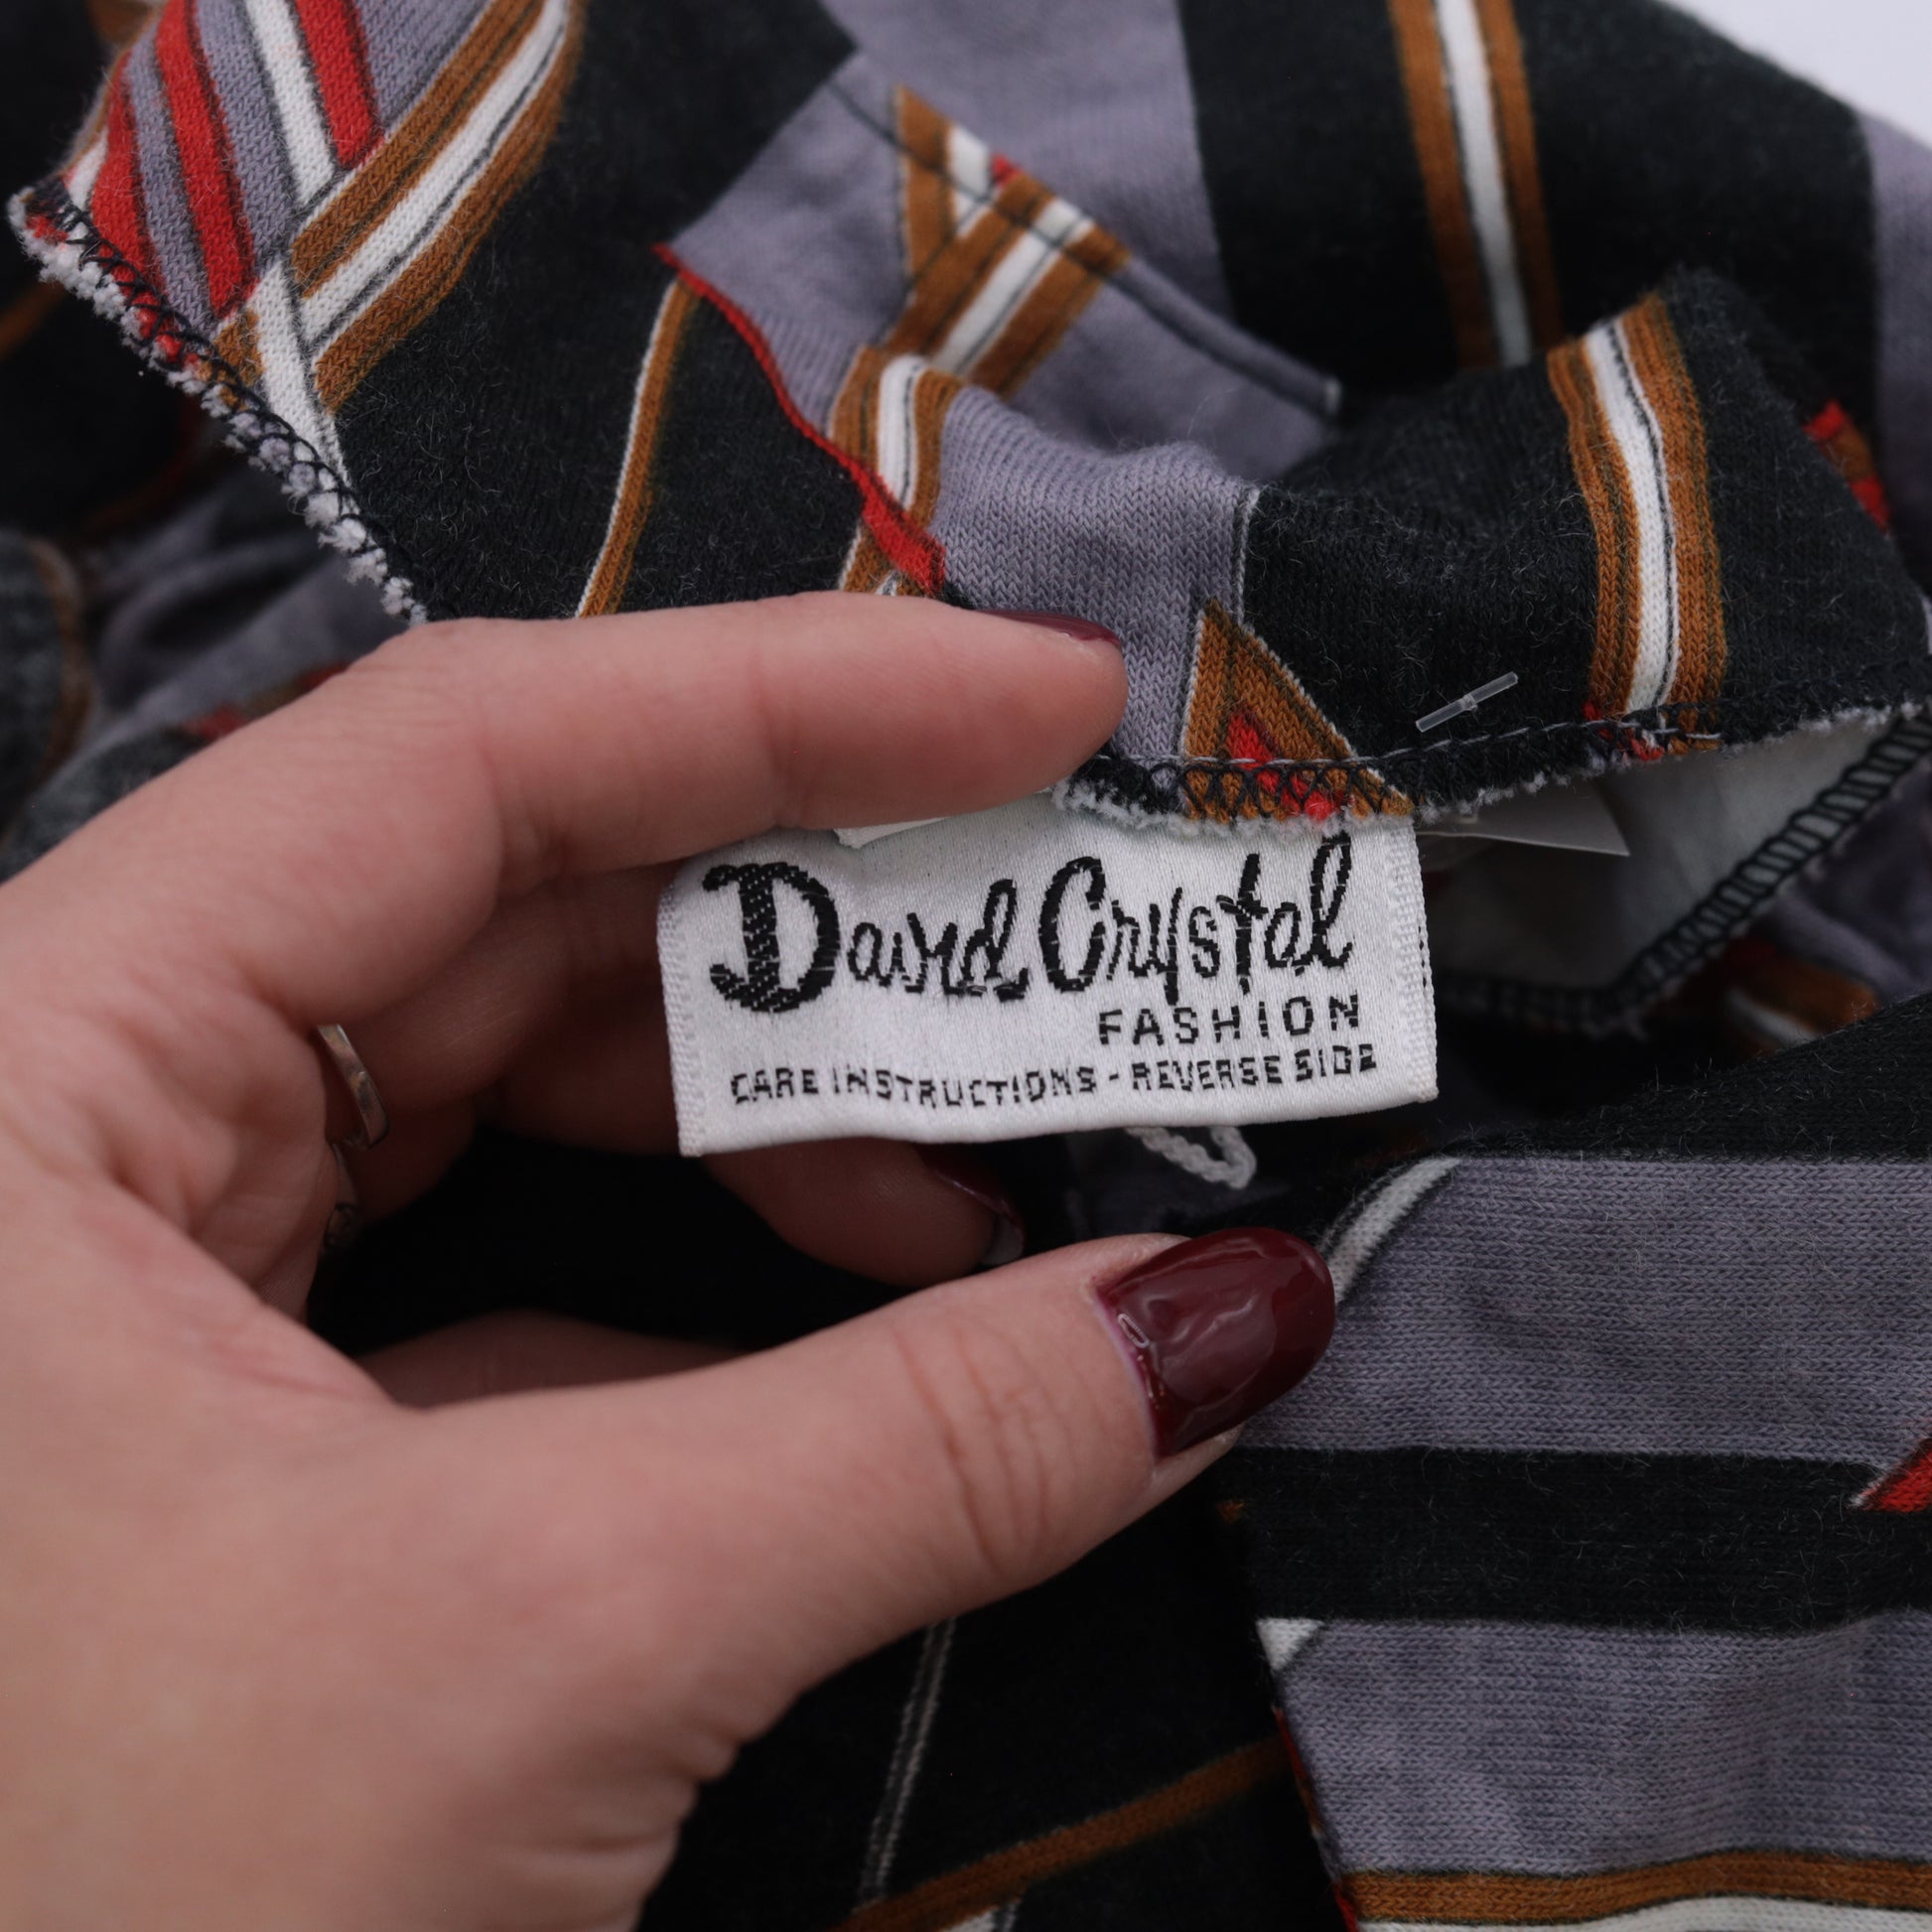 David Crystal
FASHION
CARE INSTRUCTIONS - REVERSE SIDE